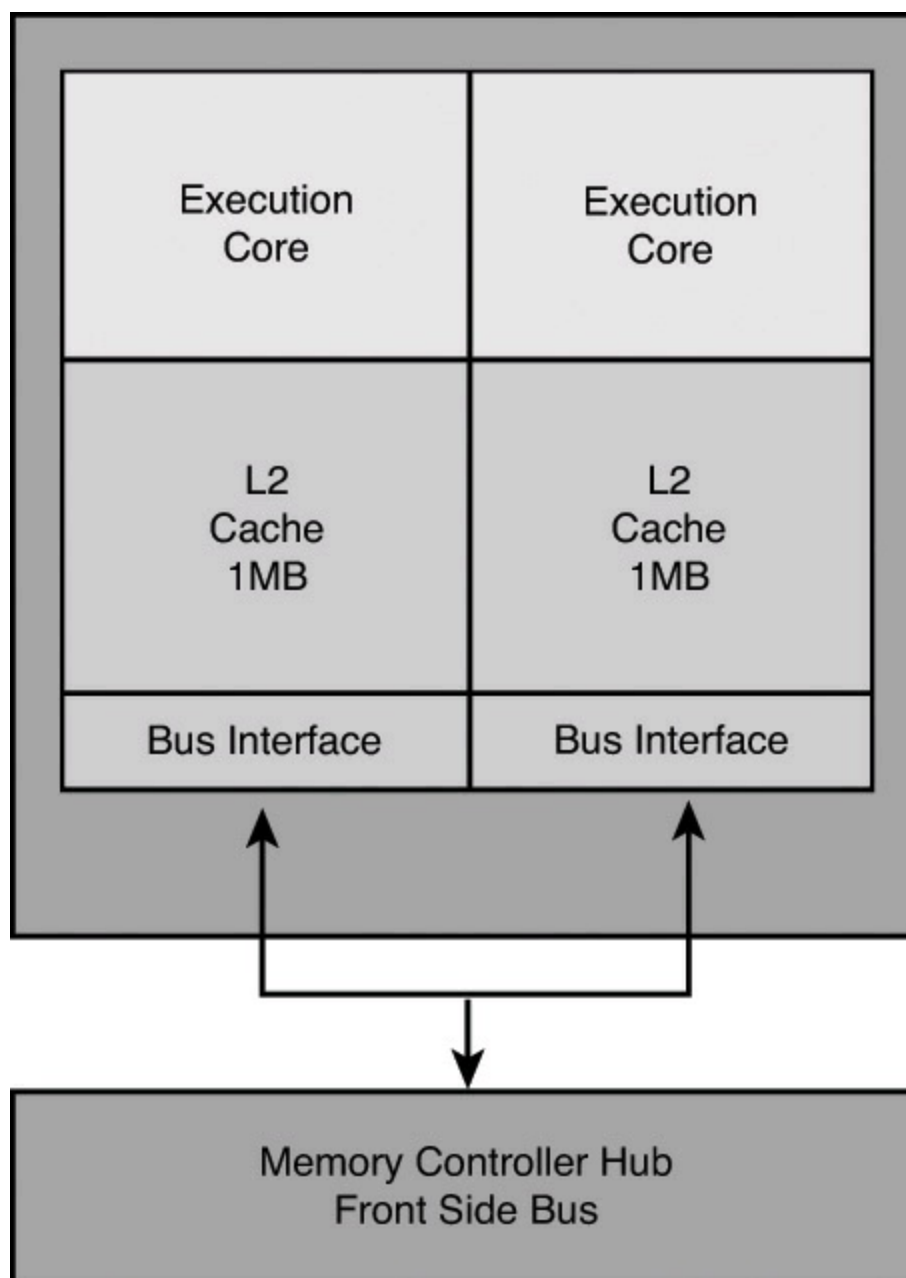 Execution
Core
Execution
Core
L2
Cache
1MB
L2
Cache
1MB
Bus Interface
Bus Interface
Memory Controller Hub
Front Side Bus